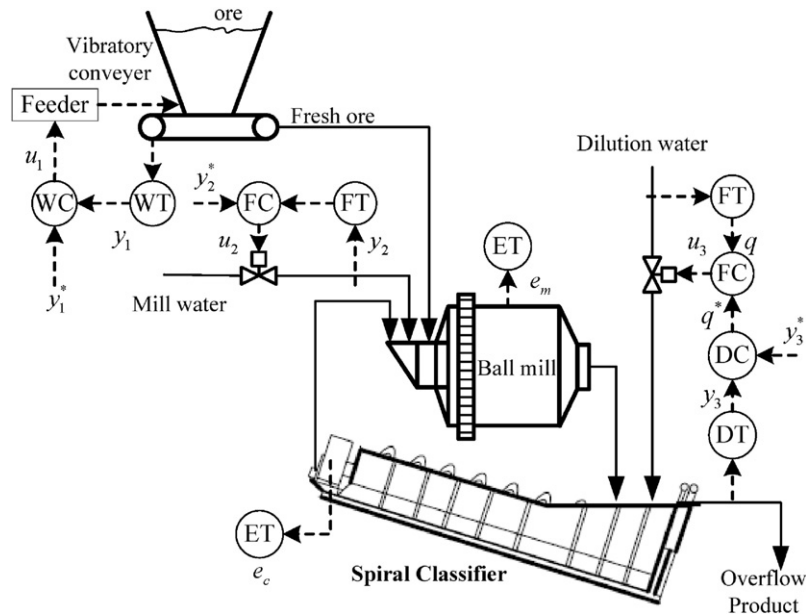 ore
Vibratory
conveyer
Feeder
Fresh ore
Dilution water
u₁
y₂*
FT
WC
WT
FC
FT
ET
y₁
u₂
y₂
u₃
q
FC
y₁*
Mill water
eₘ
q*
y₃*
DC
Ball mill
y₃
DT
ET
e_c
Spiral Classifier
Overflow
Product